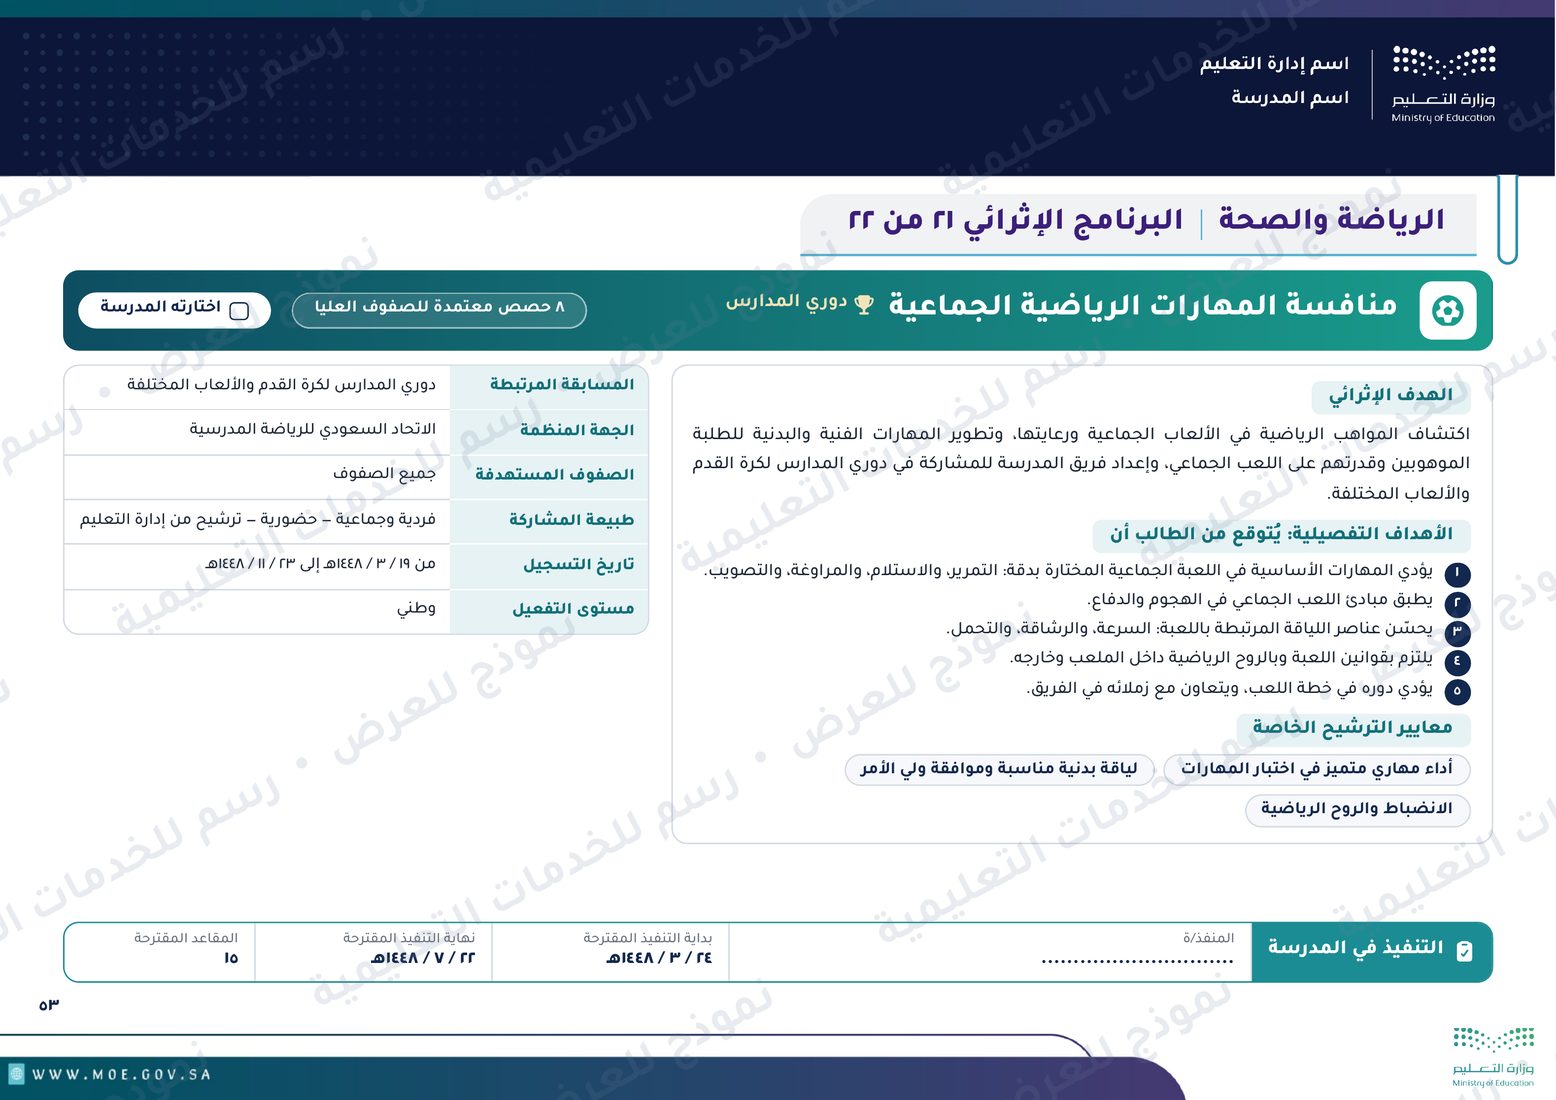 اسم إدارة التعليم
اسم المدرسة
وزارة التعليم
Ministry of Education
الرياضة والصحة | البرنامج الإثرائي ٢١ من ٢٢
منافسة المهارات الرياضية الجماعية
دوري المدارس
٨ حصص معتمدة للصفوف العليا
اختارته المدرسة
الهدف الإثرائي
اكتشاف المواهب الرياضية في الألعاب الجماعية ورعايتها، وتطوير المهارات الفنية والبدنية للطلبة
الموهوبين وقدرتهم على اللعب الجماعي، وإعداد فريق المدرسة للمشاركة في دوري المدارس لكرة القدم
والألعاب المختلفة.
الأهداف التفصيلية: يُتوقع من الطالب أن
١ يؤدي المهارات الأساسية في اللعبة الجماعية المختارة بدقة: التمرير، والاستلام، والمراوغة، والتصويب.
٢ يطبق مبادئ اللعب الجماعي في الهجوم والدفاع.
٣ يحسّن عناصر اللياقة المرتبطة باللعبة: السرعة، والرشاقة، والتحمل.
٤ يلتزم بقوانين اللعبة وبالروح الرياضية داخل الملعب وخارجه.
٥ يؤدي دوره في خطة اللعب، ويتعاون مع زملائه في الفريق.
معايير الترشيح الخاصة
أداء مهاري متميز في اختبار المهارات
لياقة بدنية مناسبة وموافقة ولي الأمر
الانضباط والروح الرياضية
المسابقة المرتبطة دوري المدارس لكرة القدم والألعاب المختلفة
الجهة المنظمة الاتحاد السعودي للرياضة المدرسية
الصفوف المستهدفة جميع الصفوف
طبيعة المشاركة فردية وجماعية – حضورية – ترشيح من إدارة التعليم
تاريخ التسجيل من ١٩ / ٣ / ١٤٤٨هـ إلى ٢٣ / ١١ / ١٤٤٨هـ
مستوى التفعيل وطني
التنفيذ في المدرسة
المنفذ/ة
..............................
بداية التنفيذ المقترحة
٢٤ / ٣ / ١٤٤٨هـ
نهاية التنفيذ المقترحة
٢٢ / ٧ / ١٤٤٨هـ
المقاعد المقترحة
١٥
٥٣
WWW.MOE.GOV.SA
وزارة التعليم
Ministry of Education
نموذج للعرض • رسم للخدمات التعليمية